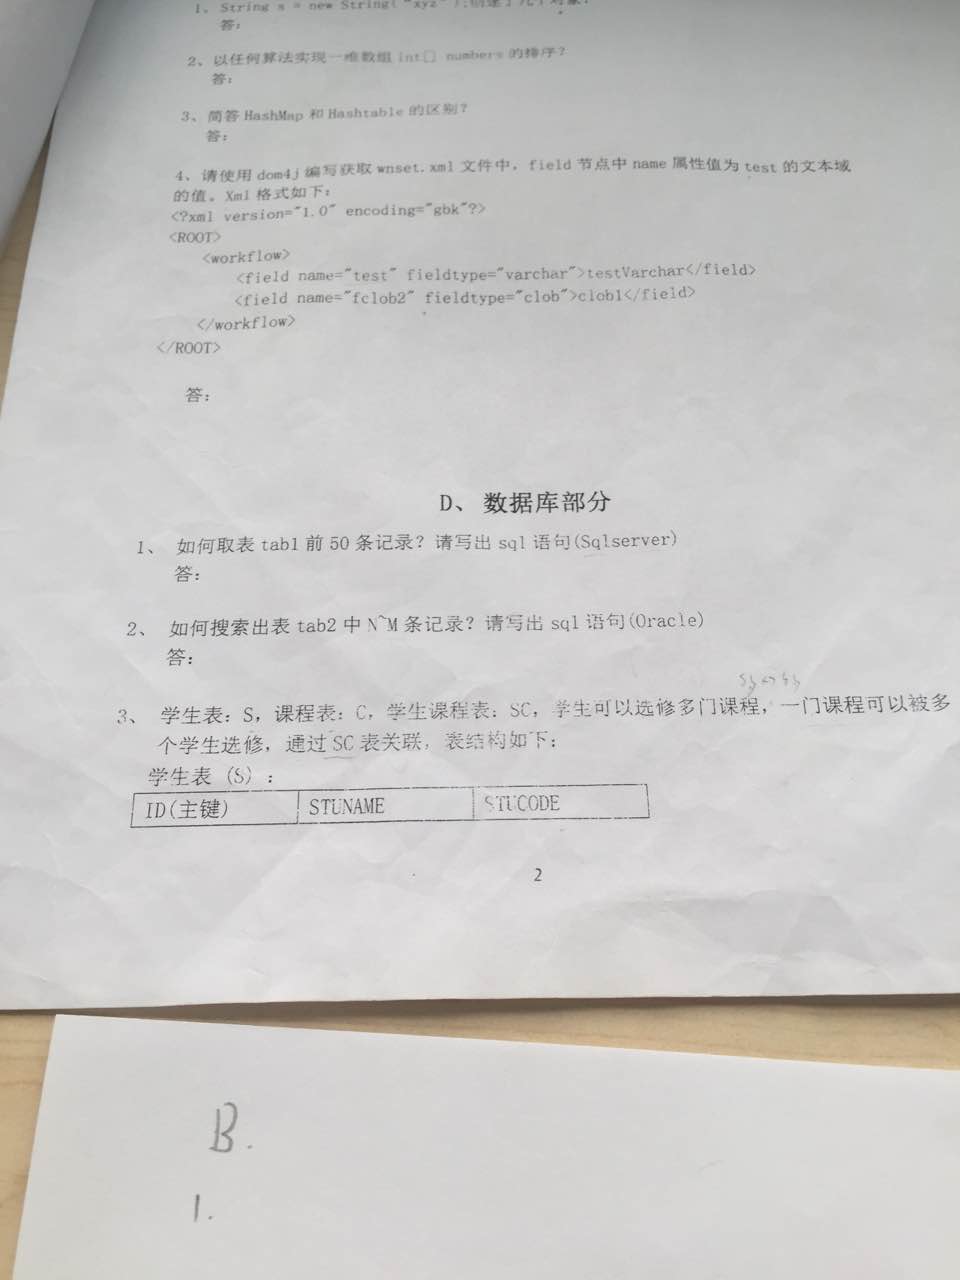 1、String s = new String("xyz");创建了几个对象?
答:
2、以任何算法实现一维数组 int[] numbers 的排序?
答:
3、简答 HashMap 和 Hashtable 的区别?
答:
4、请使用 dom4j 编写获取 wnset.xml 文件中，field 节点中 name 属性值为 test 的文本域
的值。Xml 格式如下:
<?xml version="1.0" encoding="gbk"?>
<ROOT>
<workflow>
<field name="test" fieldtype="varchar">testVarchar</field>
<field name="fclob2" fieldtype="clob">clob1</field>
</workflow>
</ROOT>
答:
D、数据库部分
1、 如何取表 tab1 前 50 条记录? 请写出 sql 语句(Sqlserver)
答:
2、 如何搜索出表 tab2 中 N~M 条记录? 请写出 sql 语句(Oracle)
答:
3、 学生表: S，课程表: C，学生课程表: SC，学生可以选修多门课程，一门课程可以被多
个学生选修，通过 SC 表关联，表结构如下:
学生表 (S) :
ID(主键) STUNAME STUCODE
2
B.
1.